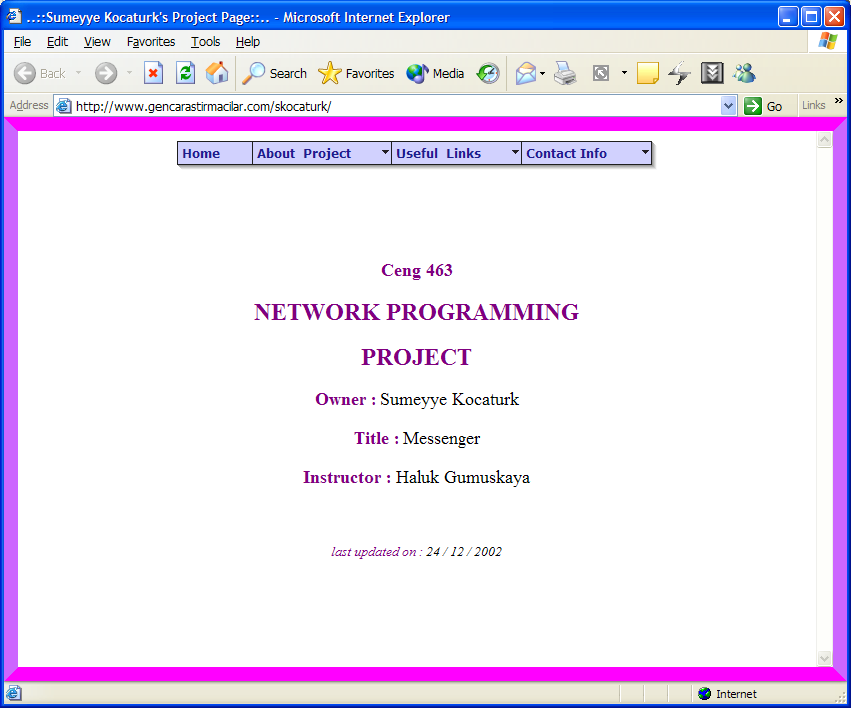 ..::Sumeyye Kocaturk's Project Page::.. - Microsoft Internet Explorer
File Edit View Favorites Tools Help
Back Search Favorites Media
Address http://www.gencarastirmacilar.com/skocaturk/ Go Links »
Home About Project Useful Links Contact Info
Ceng 463
NETWORK PROGRAMMING
PROJECT
Owner : Sumeyye Kocaturk
Title : Messenger
Instructor : Haluk Gumuskaya
last updated on : 24 / 12 / 2002
Internet